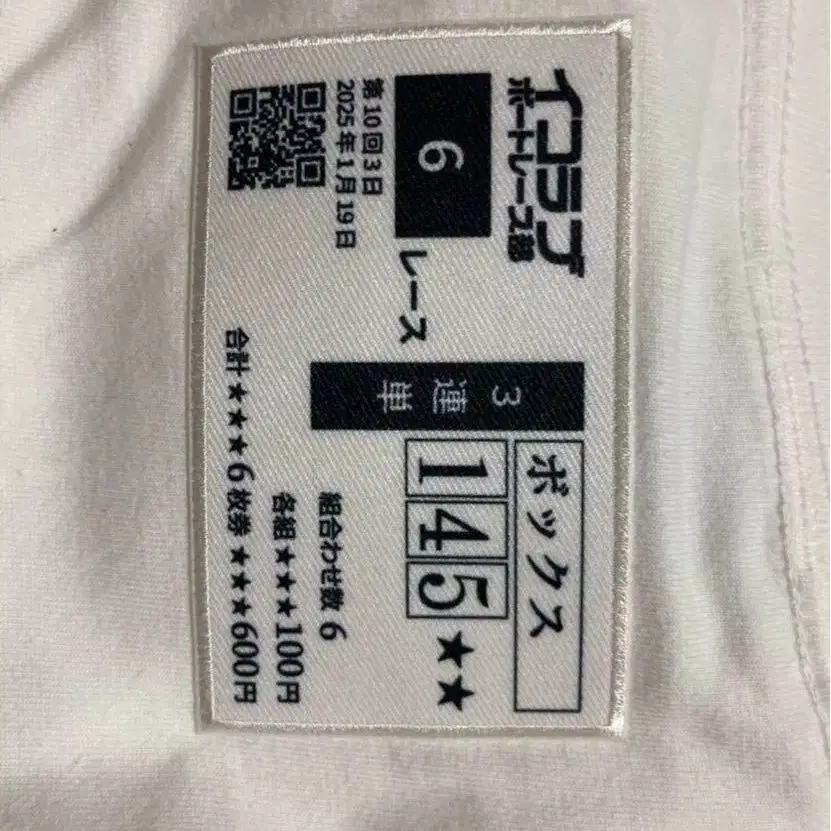 イコラブ
ボートレース部
6
レース
第10回3日
2025年1月19日
3連単
ボックス
145★★
組合わせ数 6
各組★★★100円
合計★★★6枚券★★★600円